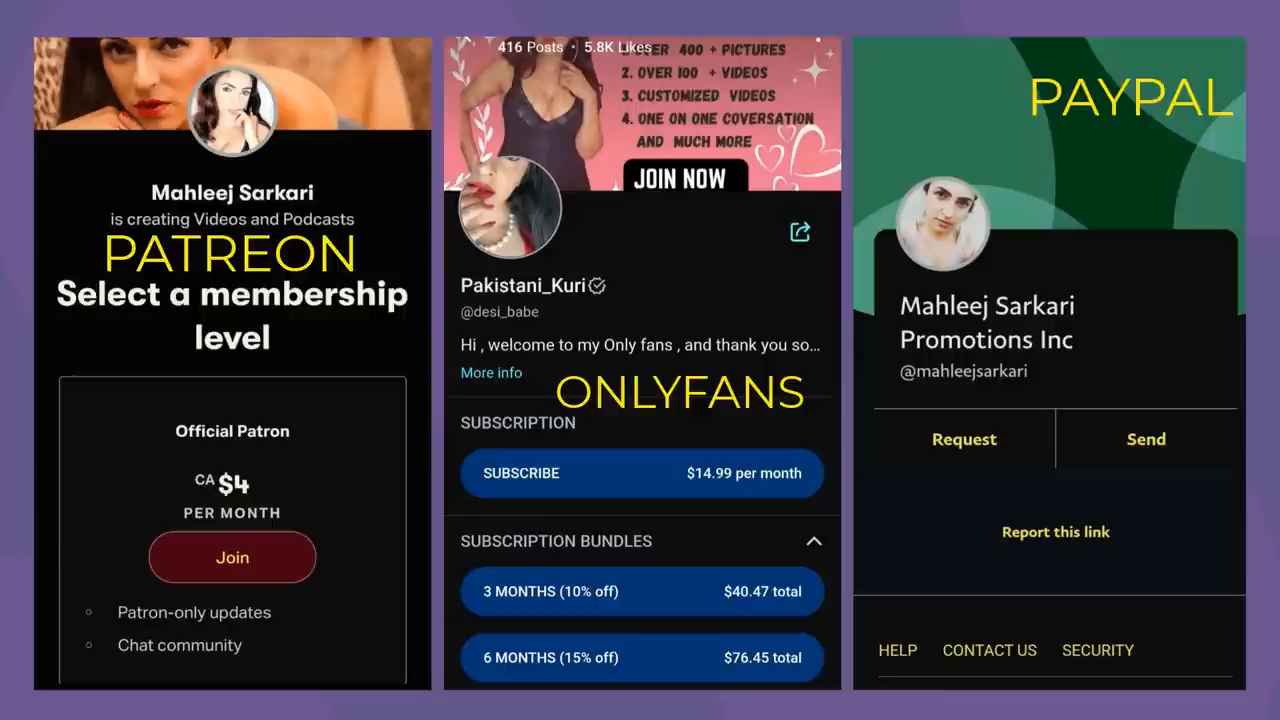 Mahleej Sarkari
is creating Videos and Podcasts
PATREON
Select a membership
level
Official Patron
CA $4
PER MONTH
Join
Patron-only updates
Chat community
416 Posts · 5.8K Likes
1. OVER 400 + PICTURES
2. OVER 100 + VIDEOS
3. CUSTOMIZED VIDEOS
4. ONE ON ONE COVERSATION
AND MUCH MORE
JOIN NOW
Pakistani_Kuri
@desi_babe
Hi , welcome to my Only fans , and thank you so...
More info
ONLYFANS
SUBSCRIPTION
SUBSCRIBE $14.99 per month
SUBSCRIPTION BUNDLES
3 MONTHS (10% off) $40.47 total
6 MONTHS (15% off) $76.45 total
PAYPAL
Mahleej Sarkari
Promotions Inc
@mahleejsarkari
Request Send
Report this link
HELP CONTACT US SECURITY